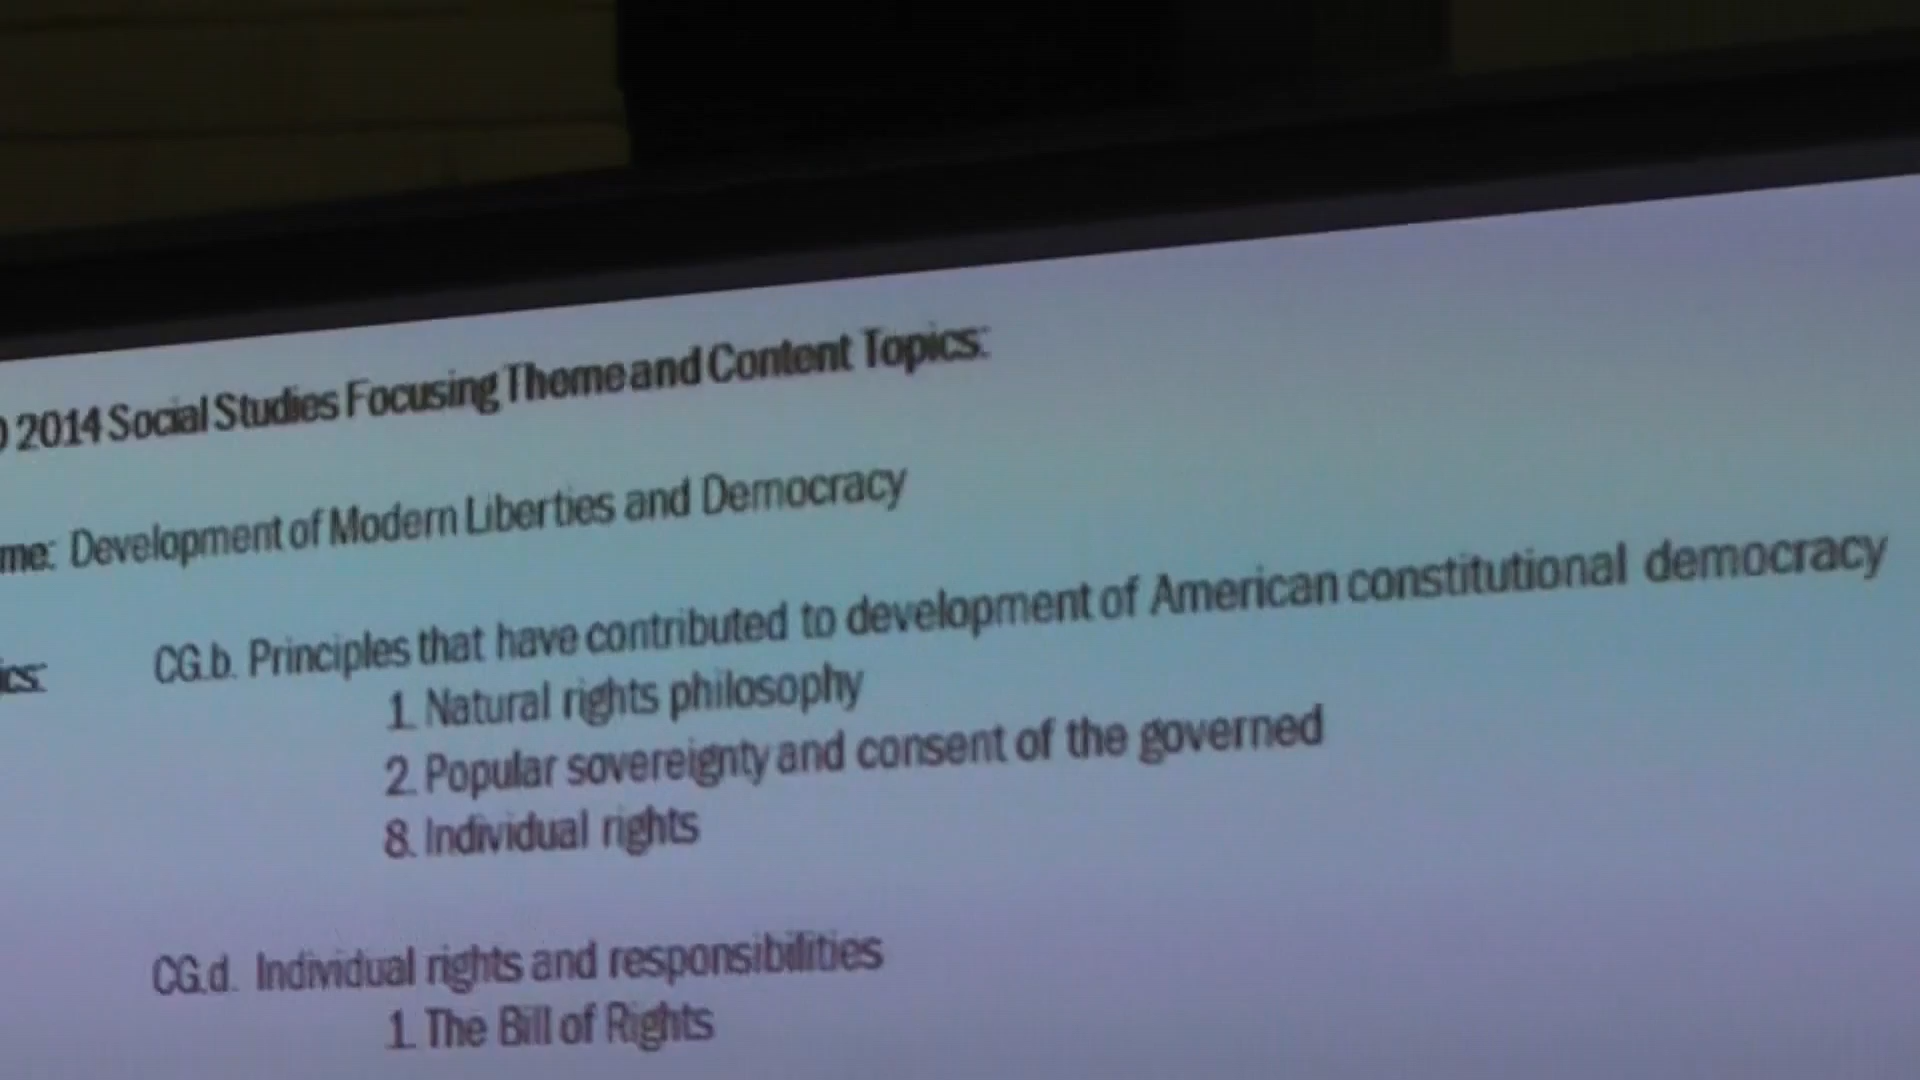 2014 Social Studies Focusing Theme and Content Topics:
me: Development of Modern Liberties and Democracy
ics: CG.b. Principles that have contributed to development of American constitutional democracy
1. Natural rights philosophy
2. Popular sovereignty and consent of the governed
8. Individual rights
CG.d. Individual rights and responsibilities
1. The Bill of Rights